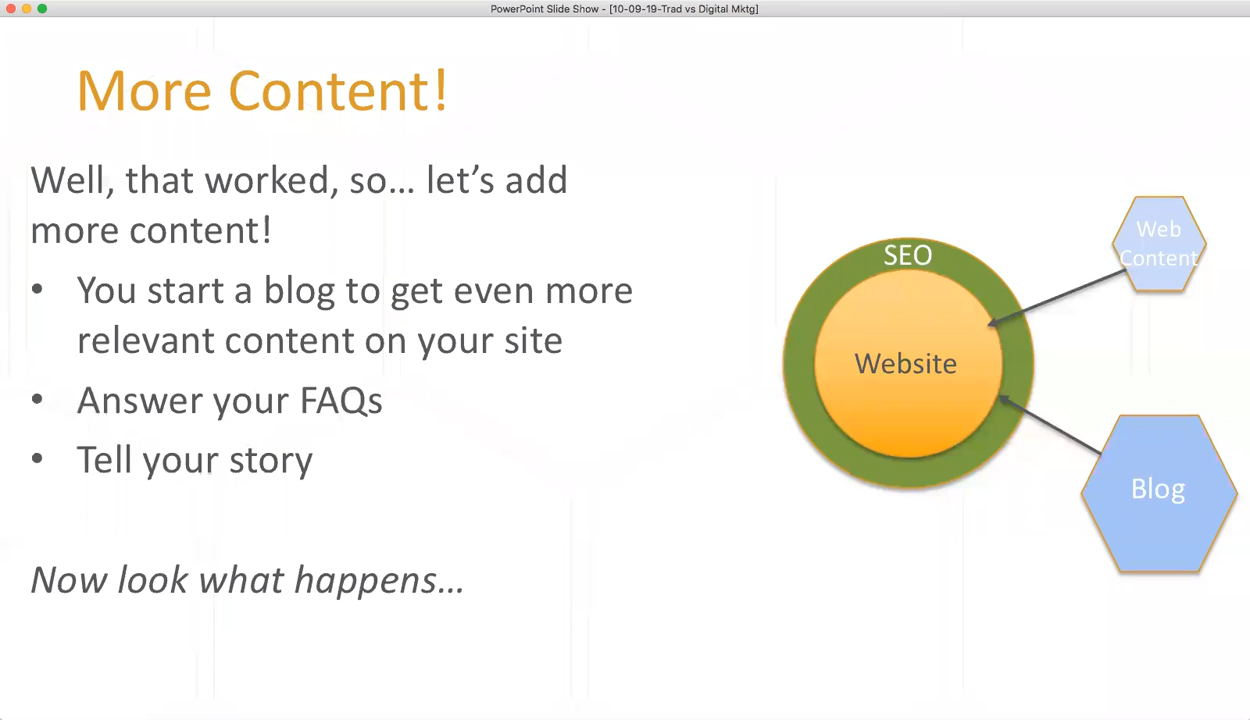 PowerPoint Slide Show - [10-09-19-Trad vs Digital Mktg]
More Content!
Well, that worked, so... let’s add
more content!
• You start a blog to get even more
relevant content on your site
• Answer your FAQs
• Tell your story
Now look what happens...
SEO
Website
Web
Content
Blog